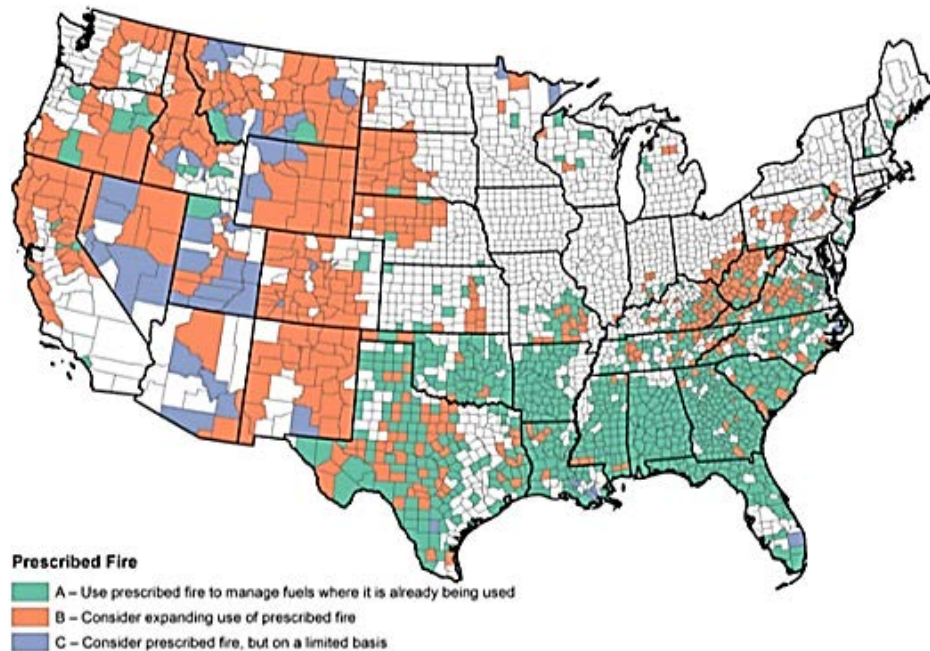 Prescribed Fire
A – Use prescribed fire to manage fuels where it is already being used
B – Consider expanding use of prescribed fire
C – Consider prescribed fire, but on a limited basis